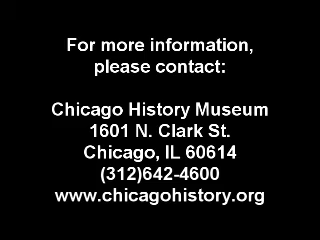 For more information,
please contact:
Chicago History Museum
1601 N. Clark St.
Chicago, IL 60614
(312)642-4600
www.chicagohistory.org